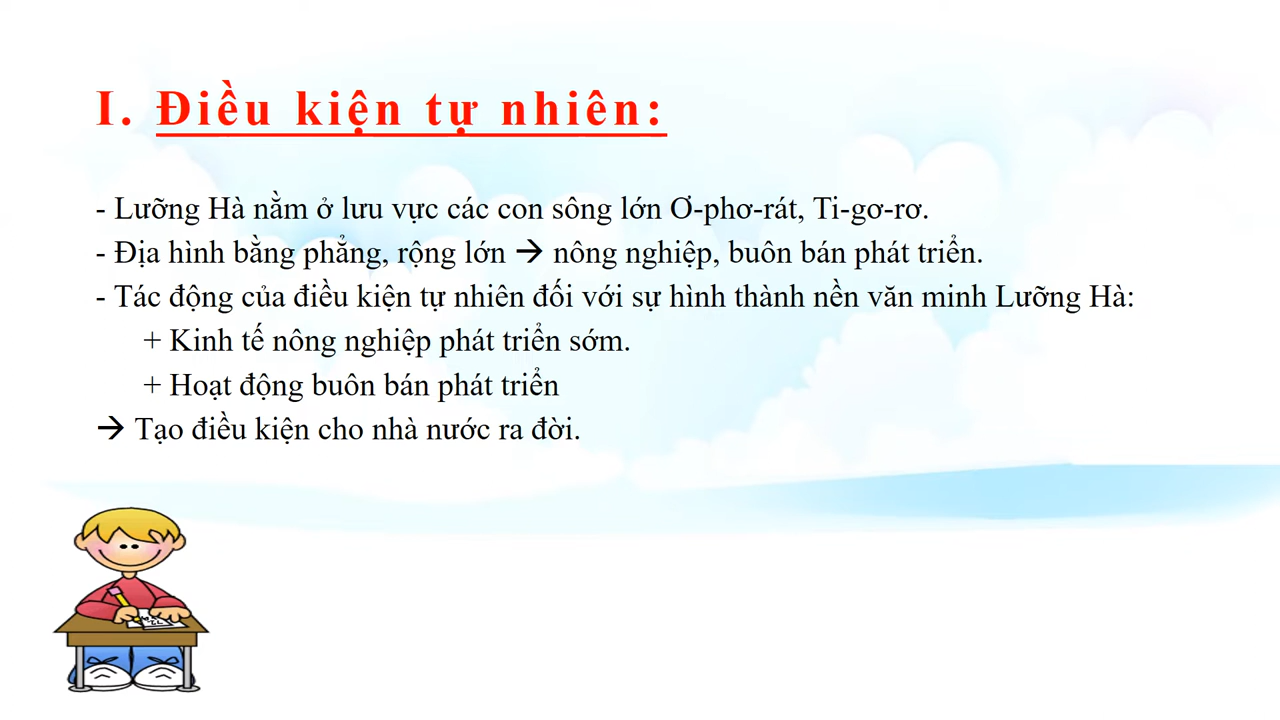 I. Điều kiện tự nhiên:
- Lưỡng Hà nằm ở lưu vực các con sông lớn Ơ-phơ-rát, Ti-gơ-rơ.
- Địa hình bằng phẳng, rộng lớn → nông nghiệp, buôn bán phát triển.
- Tác động của điều kiện tự nhiên đối với sự hình thành nền văn minh Lưỡng Hà:
+ Kinh tế nông nghiệp phát triển sớm.
+ Hoạt động buôn bán phát triển
→ Tạo điều kiện cho nhà nước ra đời.